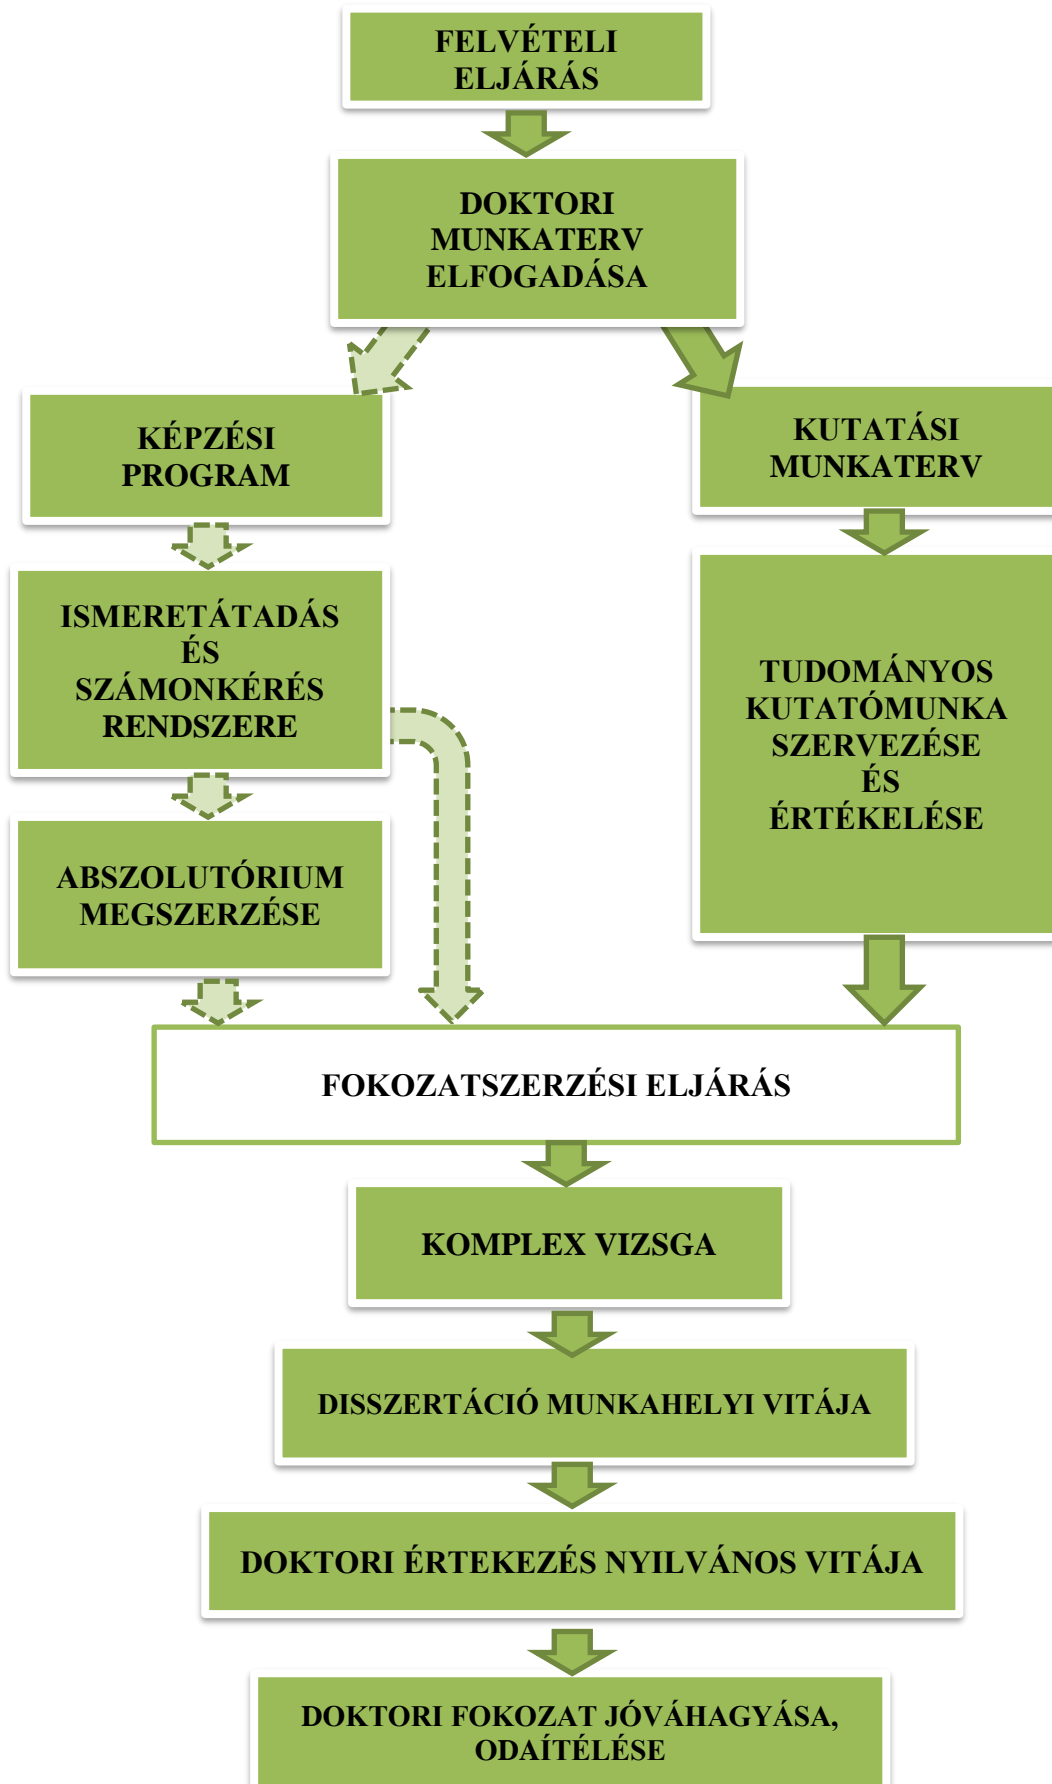 FELVÉTELI
ELJÁRÁS
DOKTORI
MUNKATERV
ELFOGADÁSA
KÉPZÉSI
PROGRAM
KUTATÁSI
MUNKATERV
ISMERETÁTADÁS
ÉS
SZÁMONKÉRÉS
RENDSZERE
TUDOMÁNYOS
KUTATÓMUNKA
SZERVEZÉSE
ÉS
ÉRTÉKELÉSE
ABSZOLUTÓRIUM
MEGSZERZÉSE
FOKOZATSZERZÉSI ELJÁRÁS
KOMPLEX VIZSGA
DISSZERTÁCIÓ MUNKAHELYI VITÁJA
DOKTORI ÉRTEKEZÉS NYILVÁNOS VITÁJA
DOKTORI FOKOZAT JÓVÁHAGYÁSA,
ODAÍTÉLÉSE